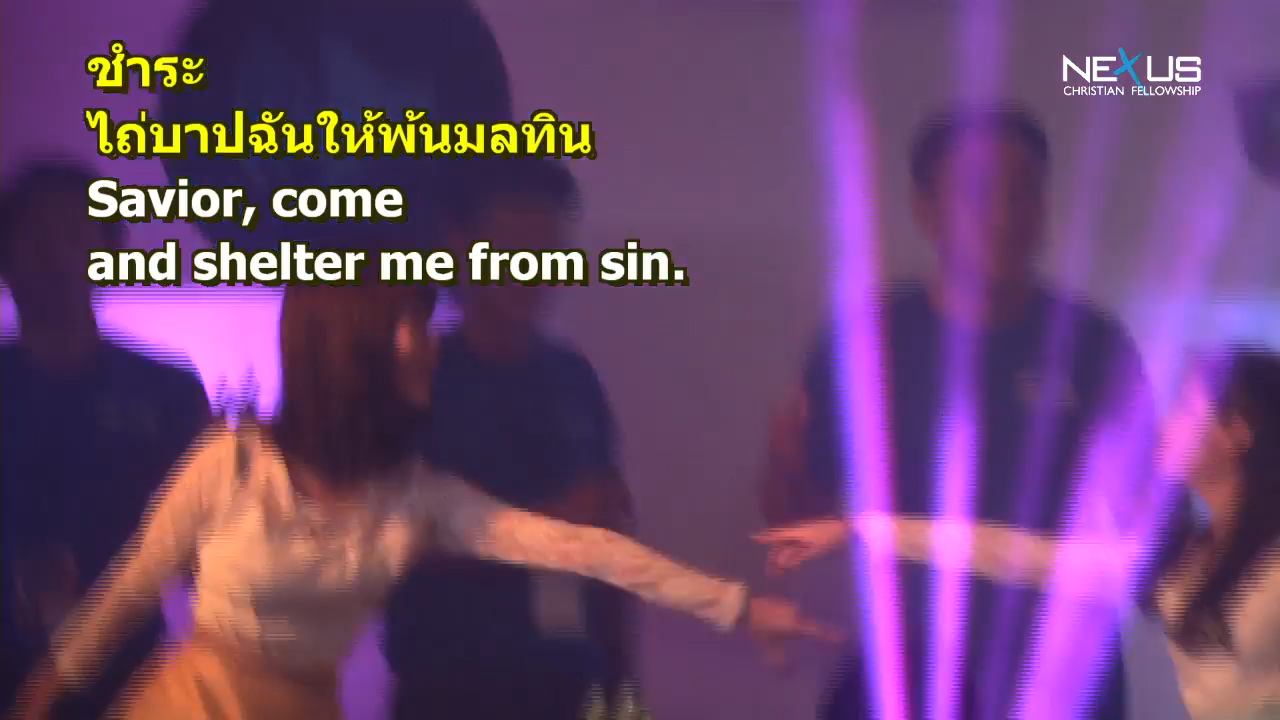 ชำระ
ไถ่บาปฉันให้พ้นมลทิน
Savior, come
and shelter me from sin.
NEXUS
CHRISTIAN FELLOWSHIP